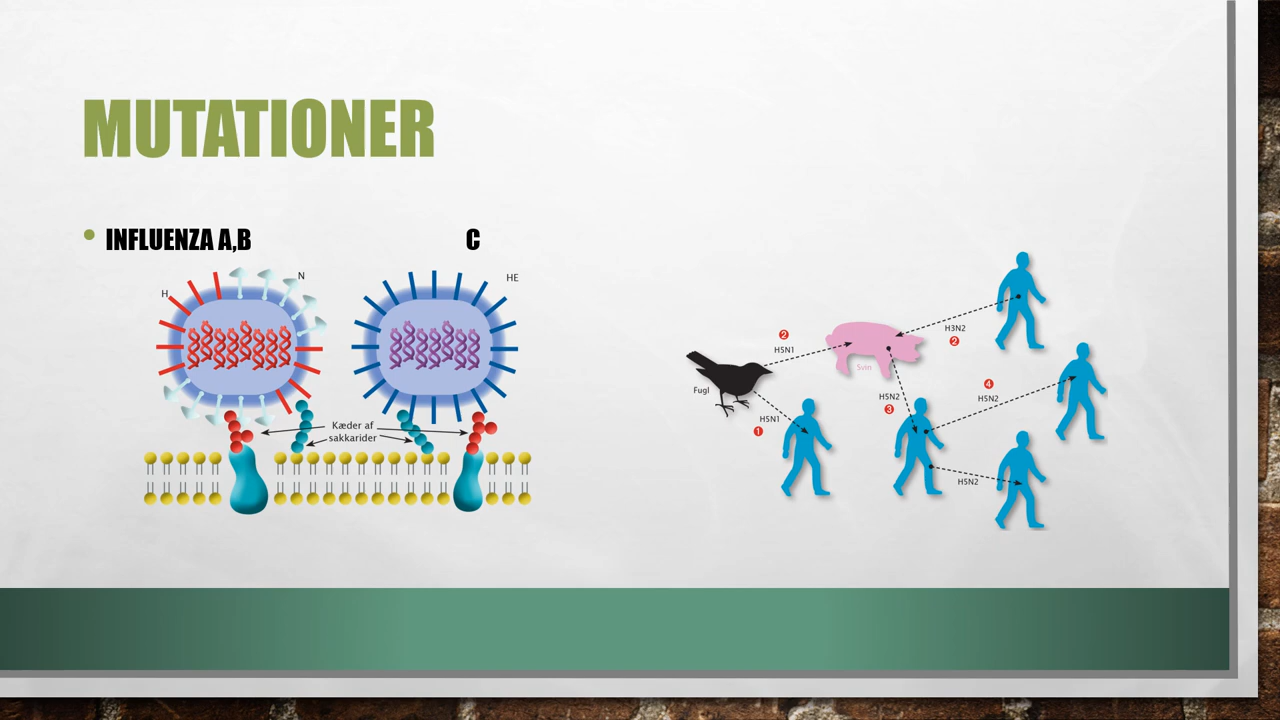 MUTATIONER
• INFLUENZA A,B C
H N HE
Kæder af
sakkarider
Fugl
Svin
2
H5N1
H3N2
2
H5N1
1
H5N2
3
4
H5N2
H5N2